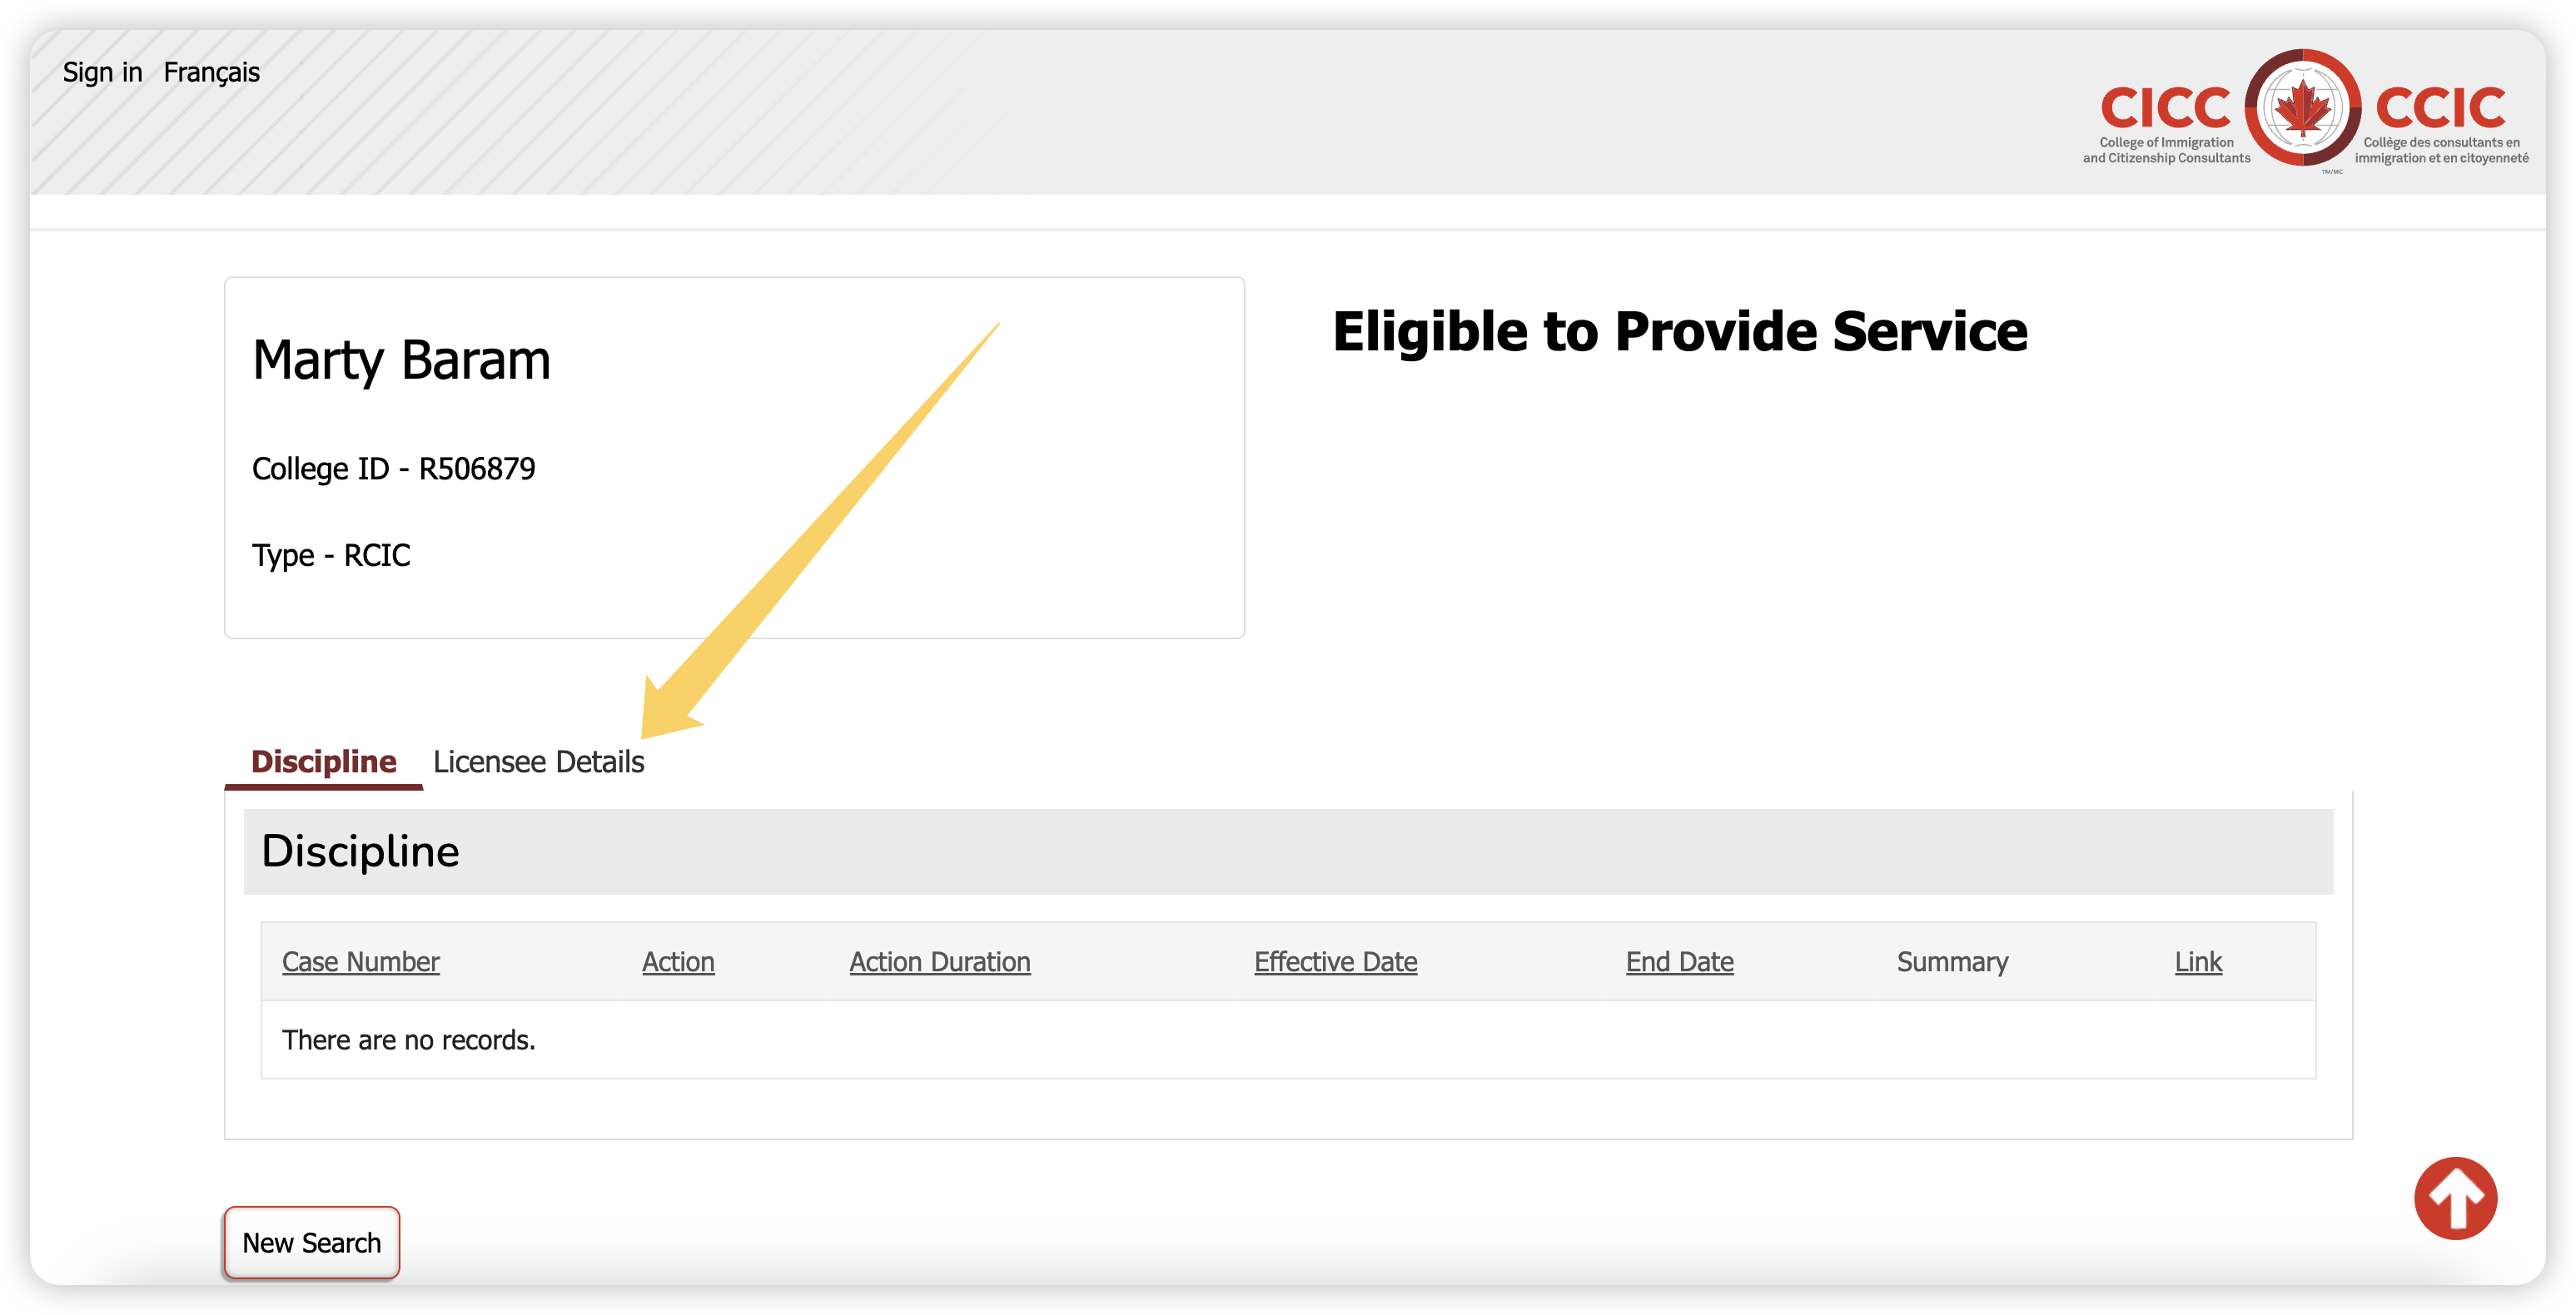 Sign in Français
CICC CCIC
College of Immigration
and Citizenship Consultants
Collège des consultants en
immigration et en citoyenneté
TM/MC
Marty Baram
College ID - R506879
Type - RCIC
Eligible to Provide Service
Discipline Licensee Details
Discipline
Case Number Action Action Duration Effective Date End Date Summary Link
There are no records.
New Search